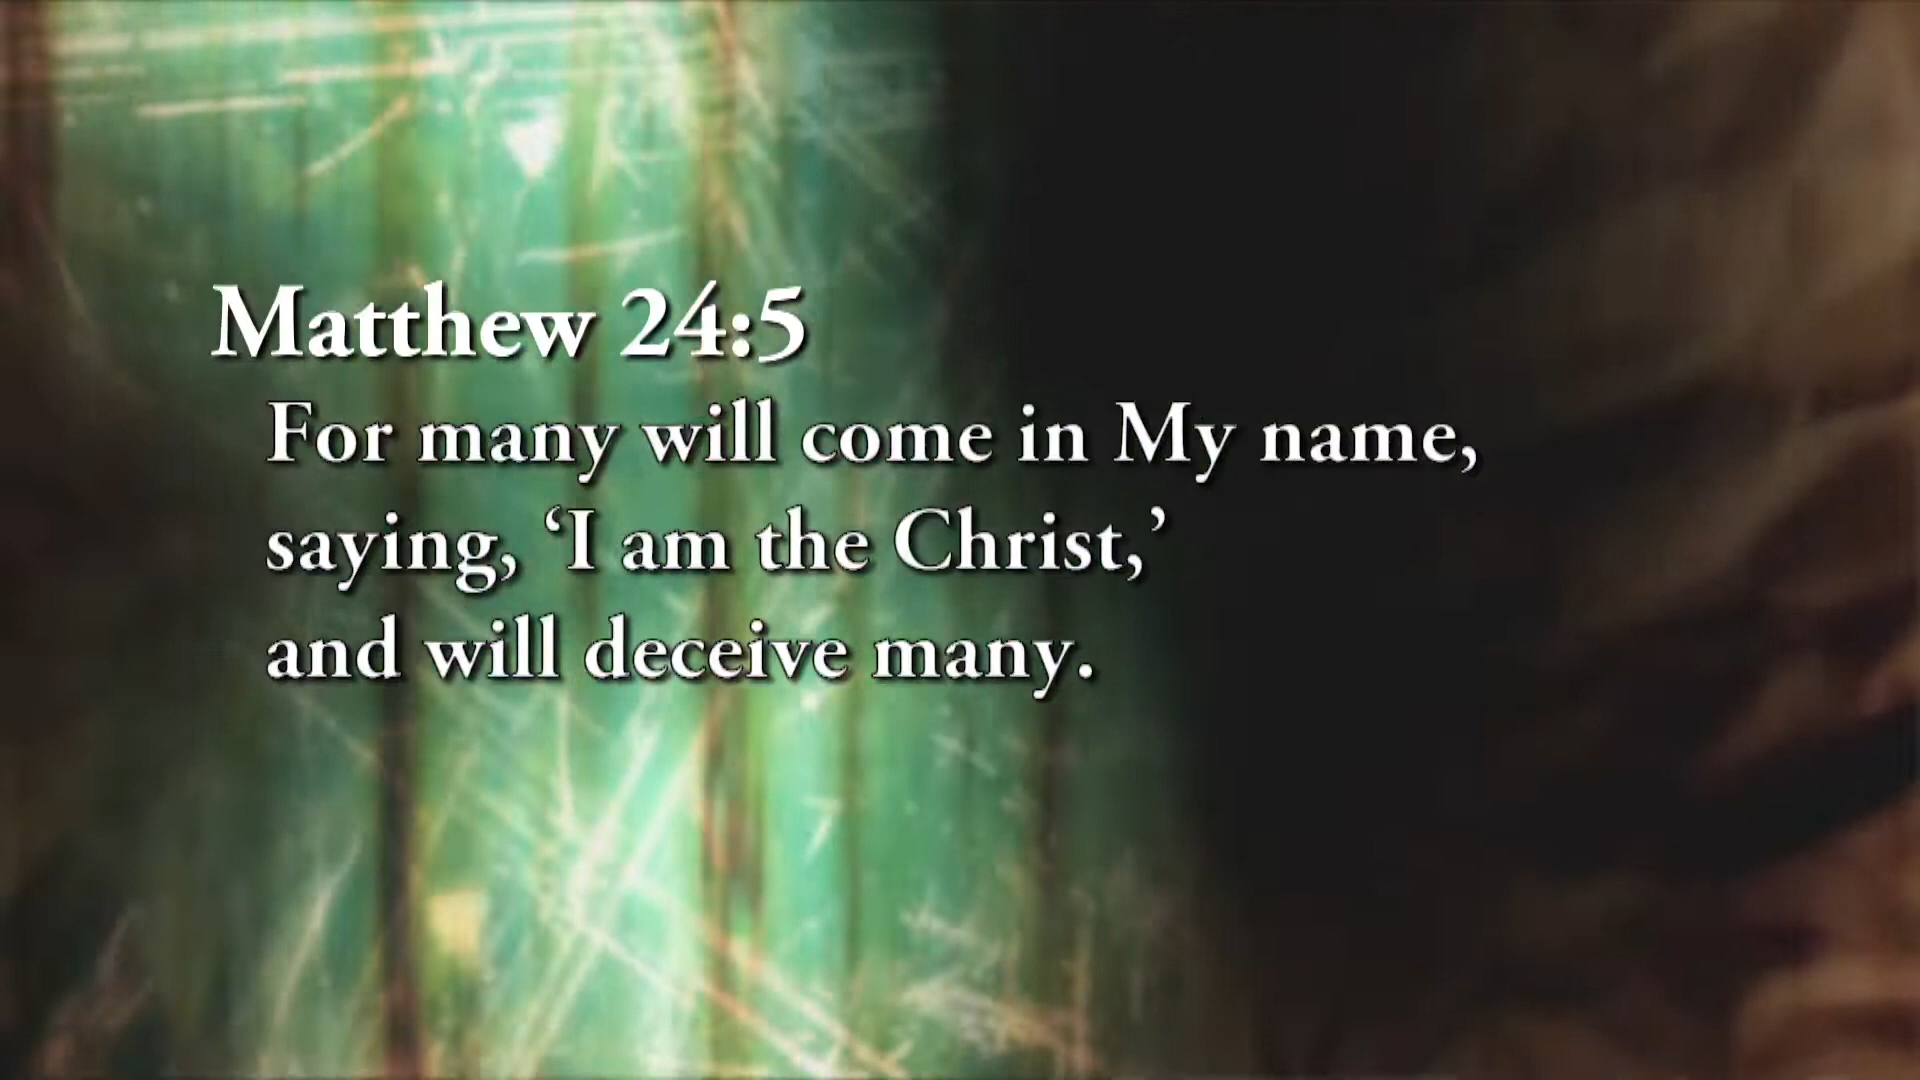 Matthew 24:5
For many will come in My name,
saying, ‘I am the Christ,’
and will deceive many.